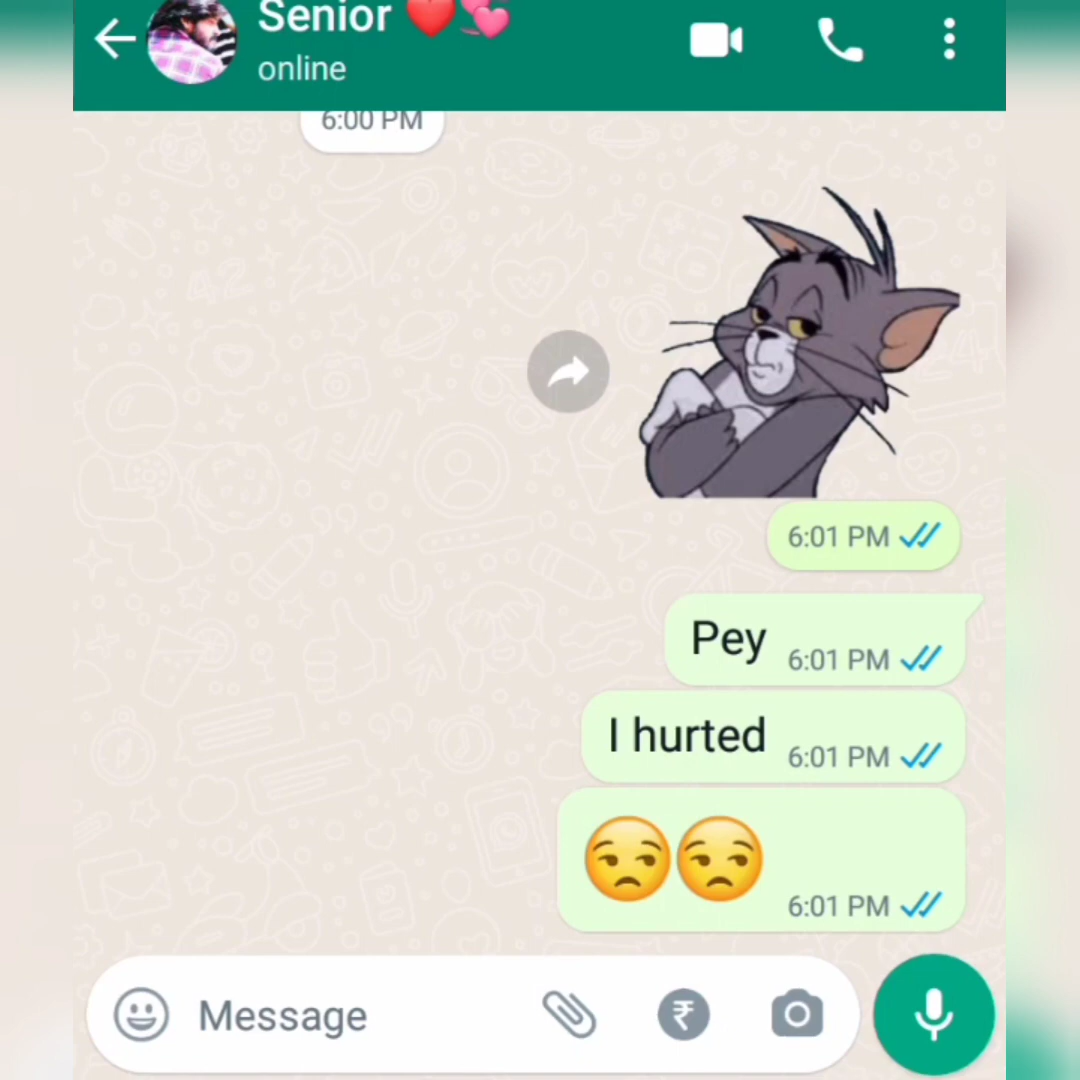 Senior ❤️💞
online
6:00 PM
6:01 PM
Pey 6:01 PM
I hurted 6:01 PM
😒😒 6:01 PM
Message